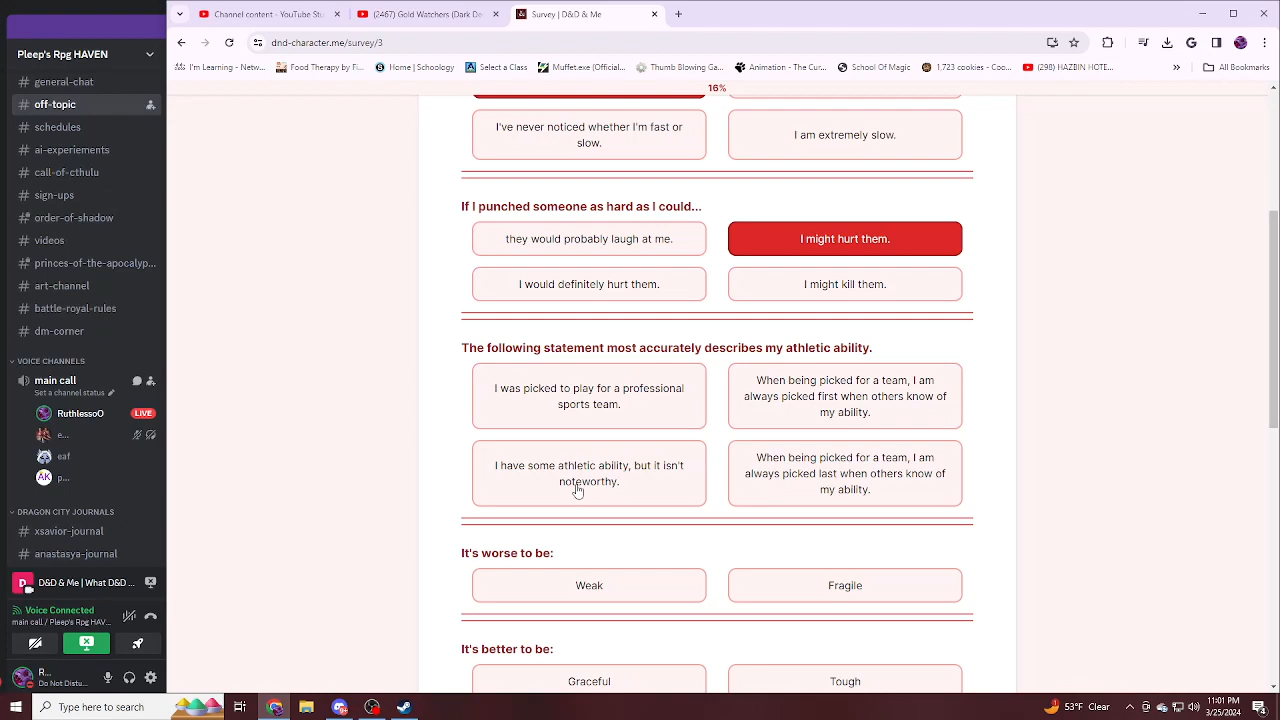 Pleep's Rpg HAVEN
general-chat
off-topic
schedules
ai-experiements
call-of-cthulu
sign-ups
order-of-shadow
videos
princes-of-the-apocalyp...
art-channel
battle-royal-rules
dm-corner
VOICE CHANNELS
main call
Set a channel status
RuthlessoO
LIVE
e...
eaf
AK
p...
DRAGON CITY JOURNALS
xsavior-journal
anastasya-journal
D
D&D & Me | What D&D ...
Voice Connected
main call / Pleep's Rpg HAV...
R...
Do Not Distu...
Channel content - YouTube Stu
(2467) Gold Watchers (Dark De
Survey | D&D & Me
dnd-character.me/survey/3
I'm Learning - Netw...
Food Therapy by Fi...
Home | Schoology
Select a Class
Muffet.exe(Official...
Thumb Blowing Ga...
Animation - The Cur...
School Of Magic
1,723 cookies - Coo...
(298) HAZBIN HOTE...
»
All Bookmarks
16%
I've never noticed whether I'm fast or
slow.
I am extremely slow.
If I punched someone as hard as I could...
they would probably laugh at me.
I might hurt them.
I would definitely hurt them.
I might kill them.
The following statement most accurately describes my athletic ability.
I was picked to play for a professional
sports team.
When being picked for a team, I am
always picked first when others know of
my ability.
I have some athletic ability, but it isn't
noteworthy.
When being picked for a team, I am
always picked last when others know of
my ability.
It's worse to be:
Weak
Fragile
It's better to be:
Graceful
Tough
Type here to search
53°F Clear
11:01 PM
3/25/2024